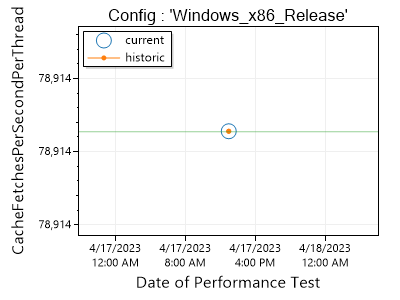 Config : 'Windows_x86_Release'
current
historic
CacheFetchesPerSecondPerThread
78,914
78,914
78,914
4/17/2023 4/17/2023 4/17/2023 4/18/2023
12:00 AM 8:00 AM 4:00 PM 12:00 AM
Date of Performance Test